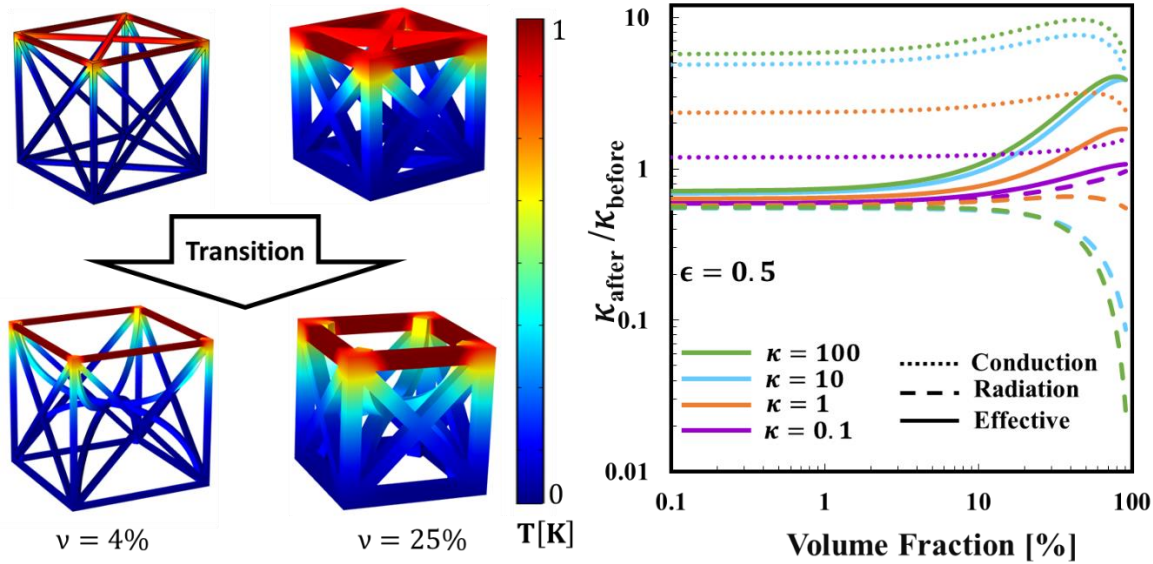 1
0
T[K]
Transition
ν = 4%
ν = 25%
κ_after /κ_before
10
1
0.1
0.01
ϵ = 0.5
κ = 100
κ = 10
κ = 1
κ = 0.1
Conduction
Radiation
Effective
0.1
1
10
100
Volume Fraction [%]